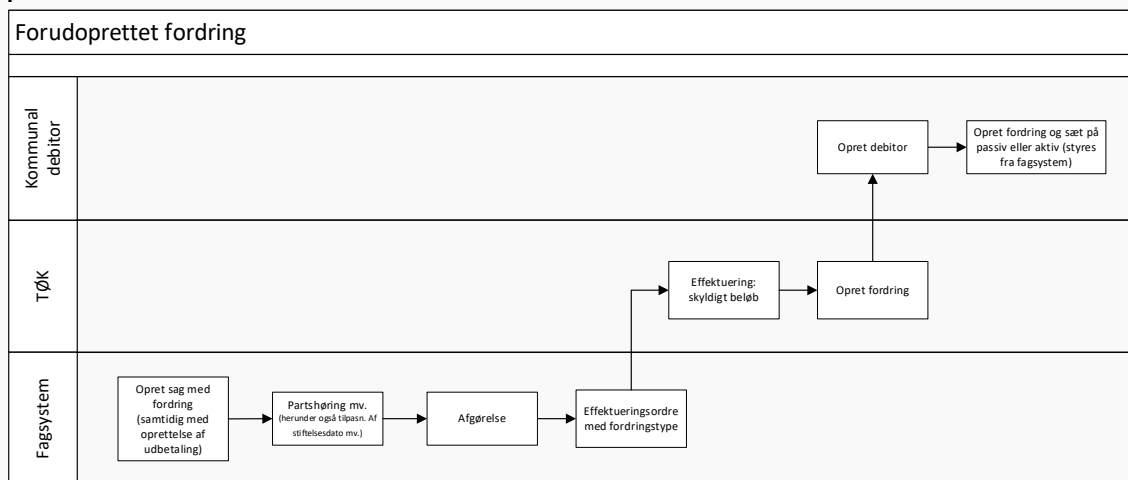 Forudoprettet fordring
Kommunal
debitor
Opret debitor
Opret fordring og sæt på
passiv eller aktiv (styres
fra fagsystem)
TØK
Effektuering:
skyldigt beløb
Opret fordring
Fagsystem
Opret sag med
fordring
(samtidig med
oprettelse af
udbetaling)
Partshøring mv.
(herunder også tilpasn. Af
stiftelsesdato mv.)
Afgørelse
Effektueringsordre
med fordringstype